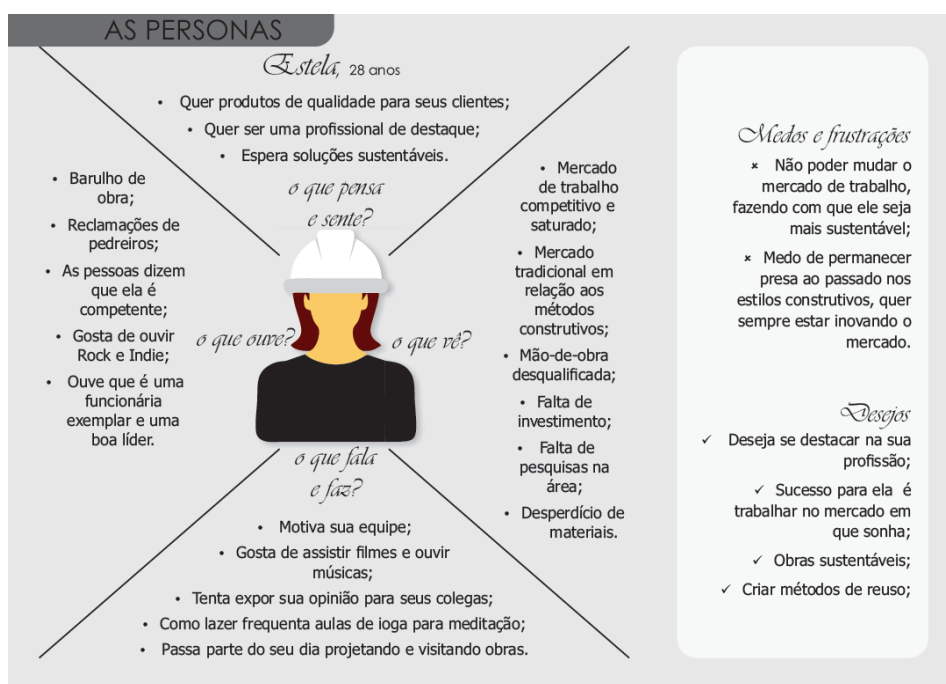 AS PERSONAS
Estela, 28 anos
• Quer produtos de qualidade para seus clientes;
• Quer ser uma profissional de destaque;
• Espera soluções sustentáveis.
o que pensa
e sente?
• Barulho de
obra;
• Reclamações de
pedreiros;
• As pessoas dizem
que ela é
competente;
• Gosta de ouvir
Rock e Indie;
• Ouve que é uma
funcionária
exemplar e uma
boa líder.
o que ouve?
o que vê?
• Mercado
de trabalho
competitivo e
saturado;
• Mercado
tradicional em
relação aos
métodos
construtivos;
• Mão-de-obra
desqualificada;
• Falta de
investimento;
• Falta de
pesquisas na
área;
• Desperdício de
materiais.
o que fala
e faz?
• Motiva sua equipe;
• Gosta de assistir filmes e ouvir
músicas;
• Tenta expor sua opinião para seus colegas;
• Como lazer frequenta aulas de ioga para meditação;
• Passa parte do seu dia projetando e visitando obras.
Medos e frustrações
× Não poder mudar o
mercado de trabalho,
fazendo com que ele seja
mais sustentável;
× Medo de permanecer
presa ao passado nos
estilos construtivos, quer
sempre estar inovando o
mercado.
Desejos
✓ Deseja se destacar na sua
profissão;
✓ Sucesso para ela é
trabalhar no mercado em
que sonha;
✓ Obras sustentáveis;
✓ Criar métodos de reuso;